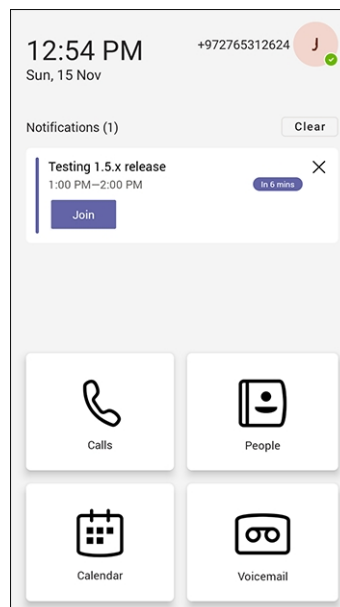 12:54 PM
+972765312624
J
Sun, 15 Nov
Notifications (1)
Clear
Testing 1.5.x release
1:00 PM—2:00 PM
In 6 mins
Join
Calls
People
Calendar
Voicemail